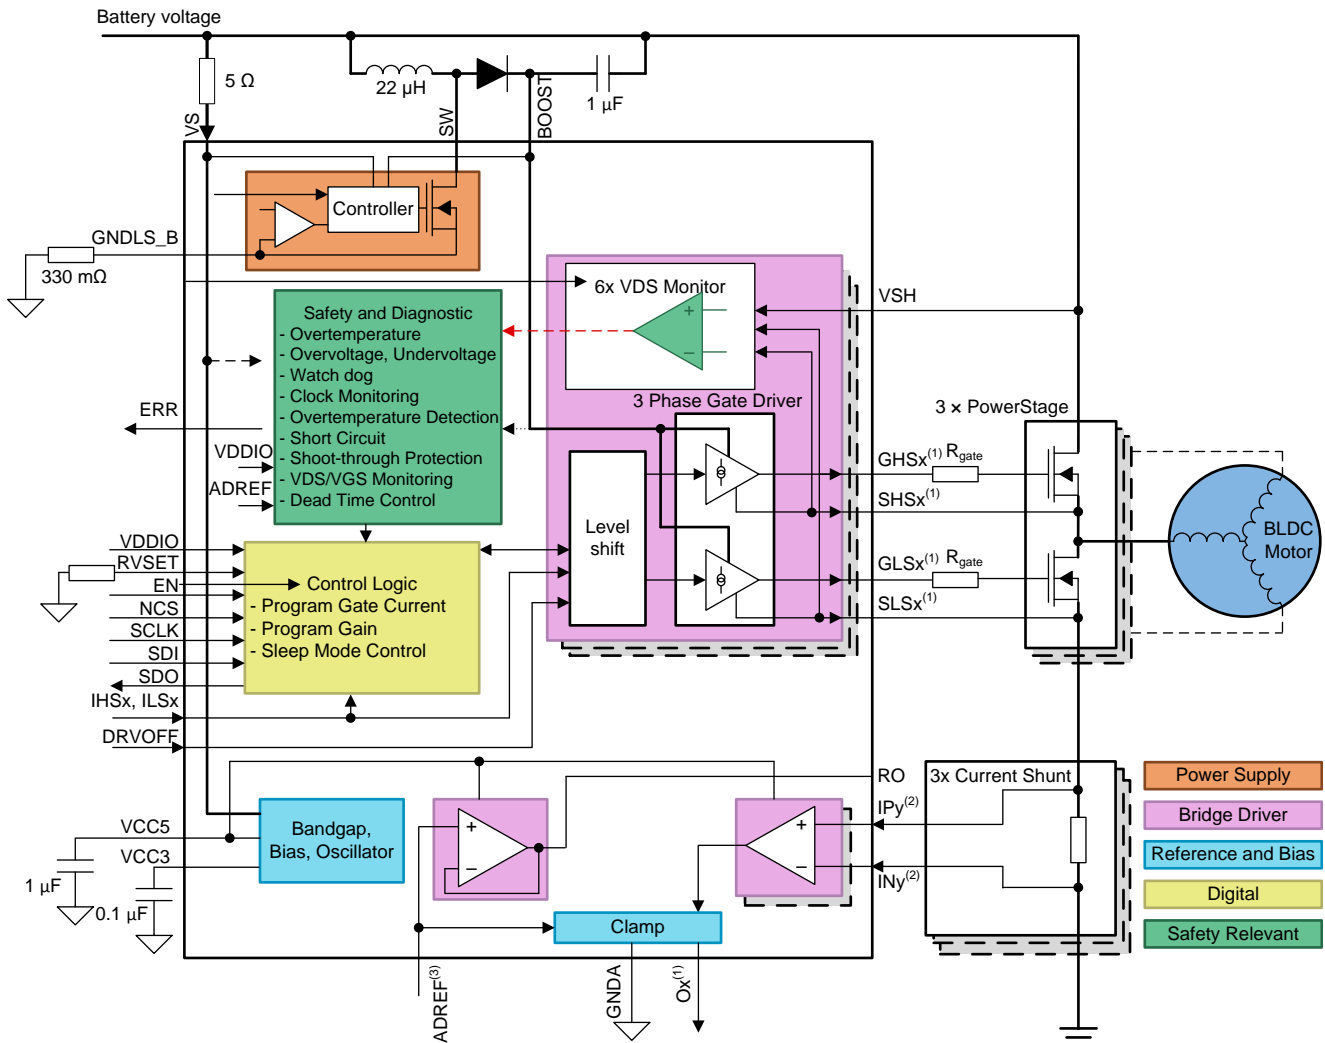 Battery voltage
5 Ω
22 µH
1 µF
VS
SW
BOOST
Controller
GNDLS_B
330 mΩ
6x VDS Monitor
+
−
VSH
Safety and Diagnostic
- Overtemperature
- Overvoltage, Undervoltage
- Watch dog
- Clock Monitoring
- Overtemperature Detection
- Short Circuit
- Shoot-through Protection
- VDS/VGS Monitoring
- Dead Time Control
ERR
VDDIO
ADREF
3 Phase Gate Driver
3 × PowerStage
GHSx(1)
Rgate
SHSx(1)
Level
shift
GLSx(1)
Rgate
SLSx(1)
BLDC
Motor
VDDIO
RVSET
EN
NCS
SCLK
SDI
SDO
IHSx, ILSx
DRVOFF
Control Logic
- Program Gate Current
- Program Gain
- Sleep Mode Control
RO
IPy(2)
INy(2)
3x Current Shunt
+
−
+
−
VCC5
VCC3
1 µF
0.1 µF
Bandgap,
Bias, Oscillator
Clamp
ADREF(3)
GNDA
Ox(1)
Power Supply
Bridge Driver
Reference and Bias
Digital
Safety Relevant